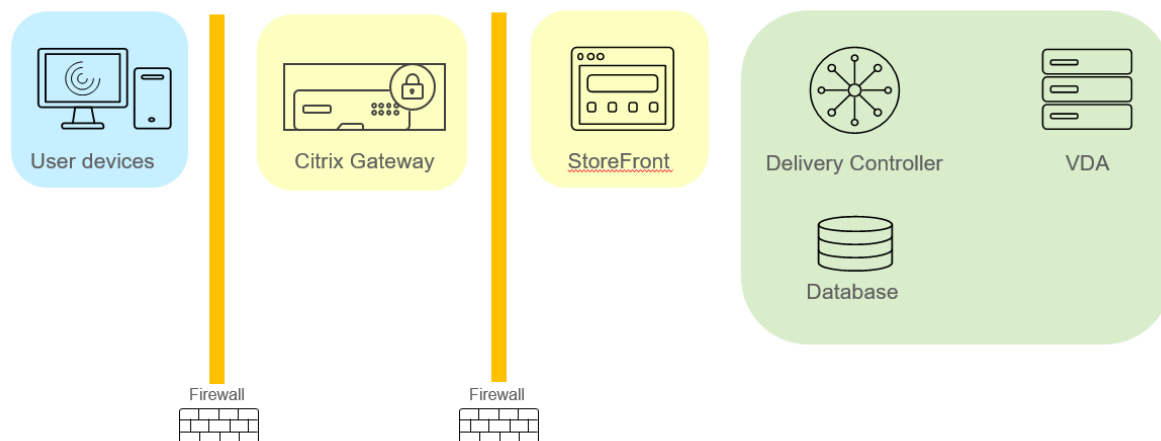 User devices
Citrix Gateway
StoreFront
Delivery Controller
VDA
Database
Firewall
Firewall